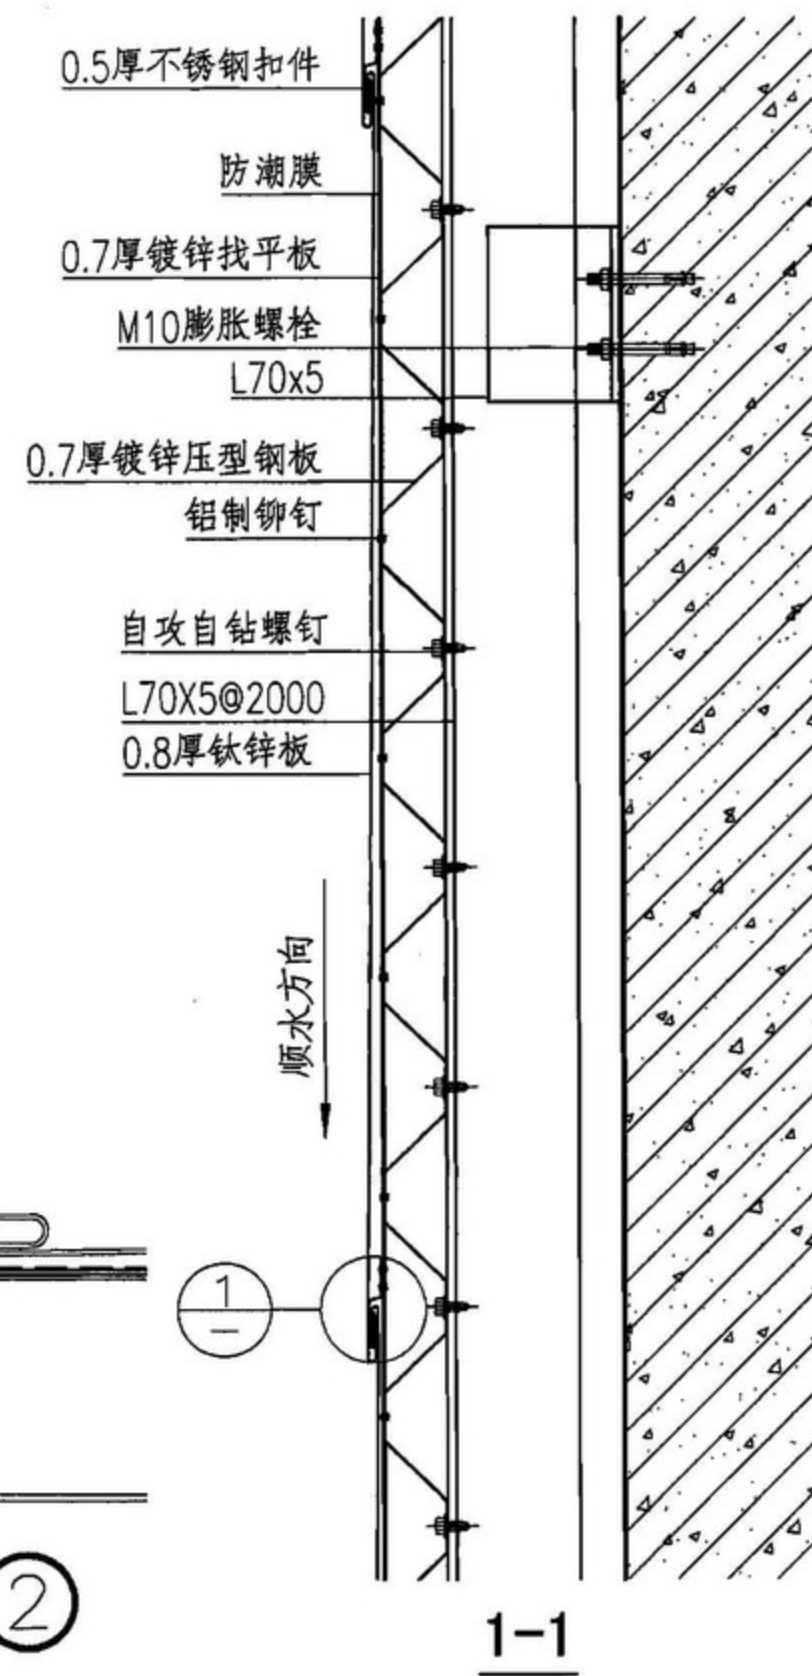 0.5厚不锈钢扣件
防潮膜
0.7厚镀锌找平板
M10膨胀螺栓
L70x5
0.7厚镀锌压型钢板
铝制铆钉
自攻自钻螺钉
L70X5@2000
0.8厚钛锌板
顺水方向
1
—
2
1-1